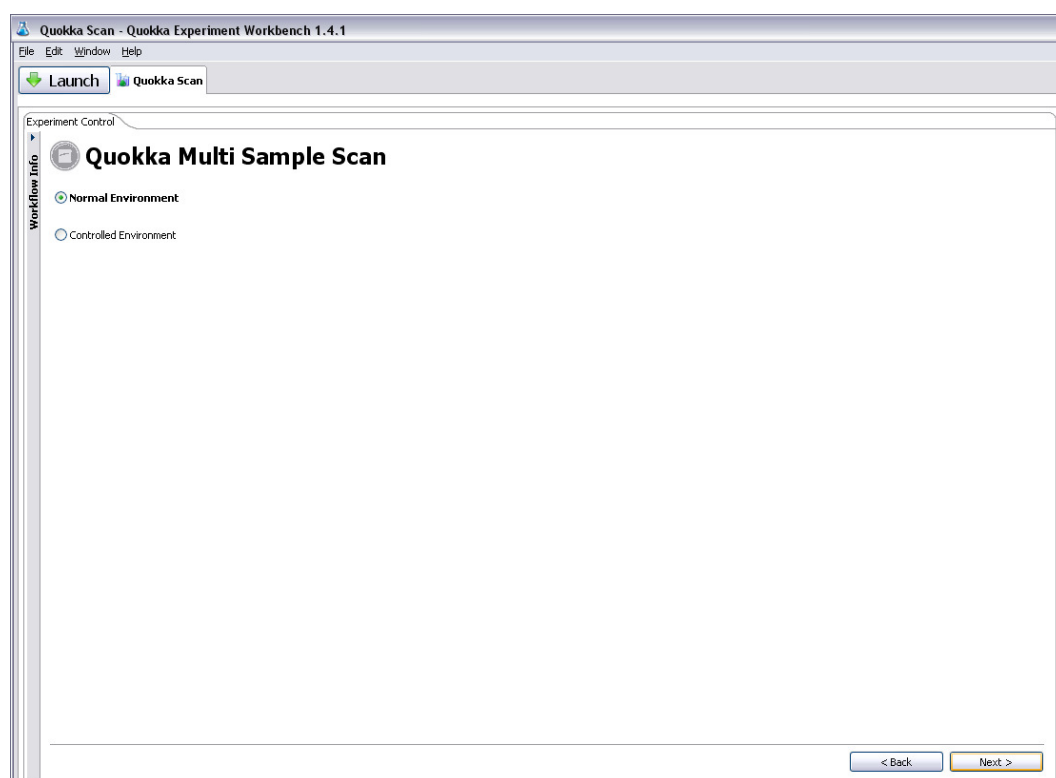 Quokka Scan - Quokka Experiment Workbench 1.4.1
File Edit Window Help
Launch Quokka Scan
Experiment Control
Workflow Info
Quokka Multi Sample Scan
Normal Environment
Controlled Environment
< Back Next >